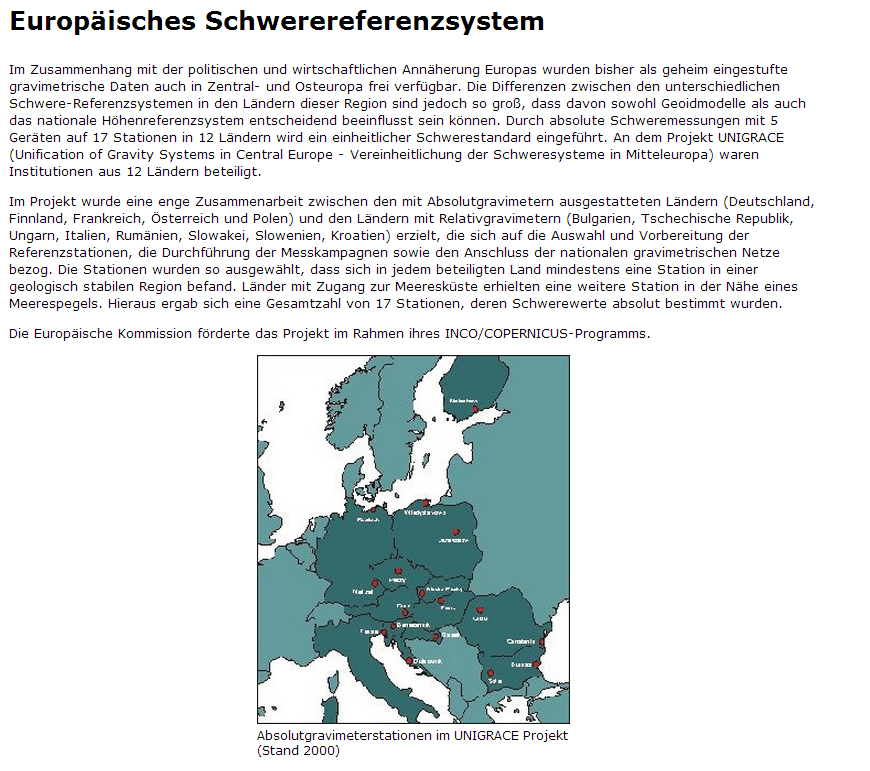 Europäisches Schwerereferenzsystem
Im Zusammenhang mit der politischen und wirtschaftlichen Annäherung Europas wurden bisher als geheim eingestufte
gravimetrische Daten auch in Zentral- und Osteuropa frei verfügbar. Die Differenzen zwischen den unterschiedlichen
Schwere-Referenzsystemen in den Ländern dieser Region sind jedoch so groß, dass davon sowohl Geoidmodelle als auch
das nationale Höhenreferenzsystem entscheidend beeinflusst sein können. Durch absolute Schweremessungen mit 5
Geräten auf 17 Stationen in 12 Ländern wird ein einheitlicher Schwerestandard eingeführt. An dem Projekt UNIGRACE
(Unification of Gravity Systems in Central Europe - Vereinheitlichung der Schweresysteme in Mitteleuropa) waren
Institutionen aus 12 Ländern beteiligt.
Im Projekt wurde eine enge Zusammenarbeit zwischen den mit Absolutgravimetern ausgestatteten Ländern (Deutschland,
Finnland, Frankreich, Österreich und Polen) und den Ländern mit Relativgravimetern (Bulgarien, Tschechische Republik,
Ungarn, Italien, Rumänien, Slowakei, Slowenien, Kroatien) erzielt, die sich auf die Auswahl und Vorbereitung der
Referenzstationen, die Durchführung der Messkampagnen sowie den Anschluss der nationalen gravimetrischen Netze
bezog. Die Stationen wurden so ausgewählt, dass sich in jedem beteiligten Land mindestens eine Station in einer
geologisch stabilen Region befand. Länder mit Zugang zur Meeresküste erhielten eine weitere Station in der Nähe eines
Meerespegels. Hieraus ergab sich eine Gesamtzahl von 17 Stationen, deren Schwerewerte absolut bestimmt wurden.
Die Europäische Kommission förderte das Projekt im Rahmen ihres INCO/COPERNICUS-Programms.
Wladyslawowo
Constanta
Dubrovnik
Absolutgravimeterstationen im UNIGRACE Projekt
(Stand 2000)